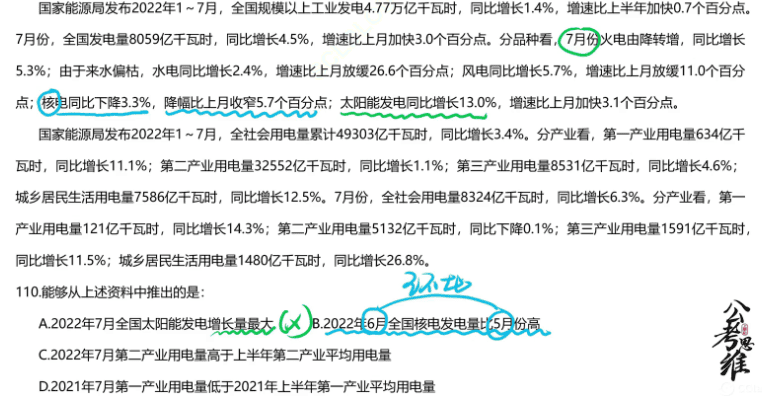 国家能源局发布2022年1～7月，全国规模以上工业发电4.77万亿千瓦时，同比增长1.4%，增速比上半年加快0.7个百分点。
7月份，全国发电量8059亿千瓦时，同比增长4.5%，增速比上月加快3.0个百分点。分品种看，7月份火电由降转增，同比增长
5.3%；由于来水偏枯，水电同比增长2.4%，增速比上月放缓26.6个百分点；风电同比增长5.7%，增速比上月放缓11.0个百分
点；核电同比下降3.3%，降幅比上月收窄5.7个百分点；太阳能发电同比增长13.0%，增速比上月加快3.1个百分点。
国家能源局发布2022年1～7月，全社会用电量累计49303亿千瓦时，同比增长3.4%。分产业看，第一产业用电量634亿千
瓦时，同比增长11.1%；第二产业用电量32552亿千瓦时，同比增长1.1%；第三产业用电量8531亿千瓦时，同比增长4.6%；
城乡居民生活用电量7586亿千瓦时，同比增长12.5%。7月份，全社会用电量8324亿千瓦时，同比增长6.3%。分产业看，第一
产业用电量121亿千瓦时，同比增长14.3%；第二产业用电量5132亿千瓦时，同比下降0.1%；第三产业用电量1591亿千瓦时，
同比增长11.5%；城乡居民生活用电量1480亿千瓦时，同比增长26.8%。
环比
110.能够从上述资料中推出的是：
A.2022年7月全国太阳能发电增长量最大 (X) B.2022年6月全国核电发电量比5月份高
C.2022年7月第二产业用电量高于上半年第二产业平均用电量
D.2021年7月第一产业用电量低于2021年上半年第一产业平均用电量
公考思维